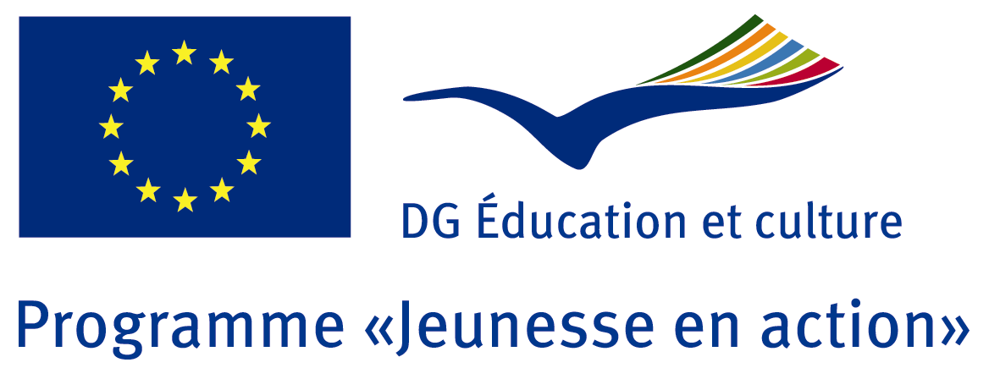 DG Éducation et culture
Programme «Jeunesse en action»